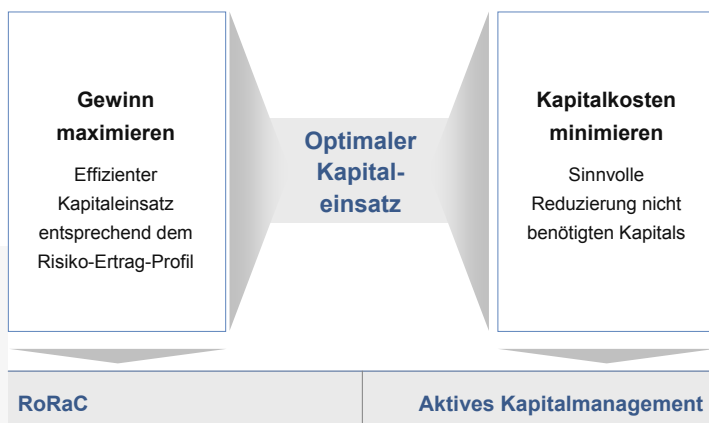 Gewinn
maximieren
Effizienter
Kapitaleinsatz
entsprechend dem
Risiko-Ertrag-Profil
Optimaler
Kapital-
einsatz
Kapitalkosten
minimieren
Sinnvolle
Reduzierung nicht
benötigten Kapitals
RoRaC
Aktives Kapitalmanagement